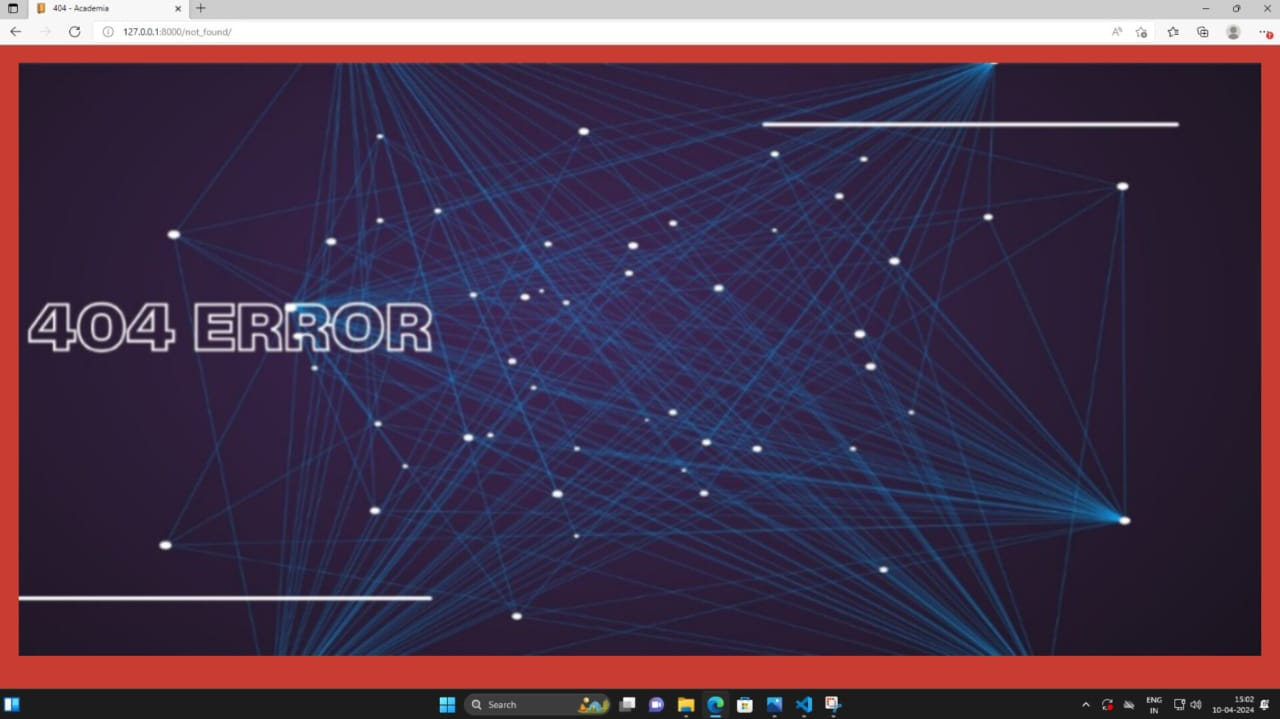 404 - Academia
127.0.0.1:8000/not_found/
404 ERROR
Search
ENG
IN
15:02
10-04-2024